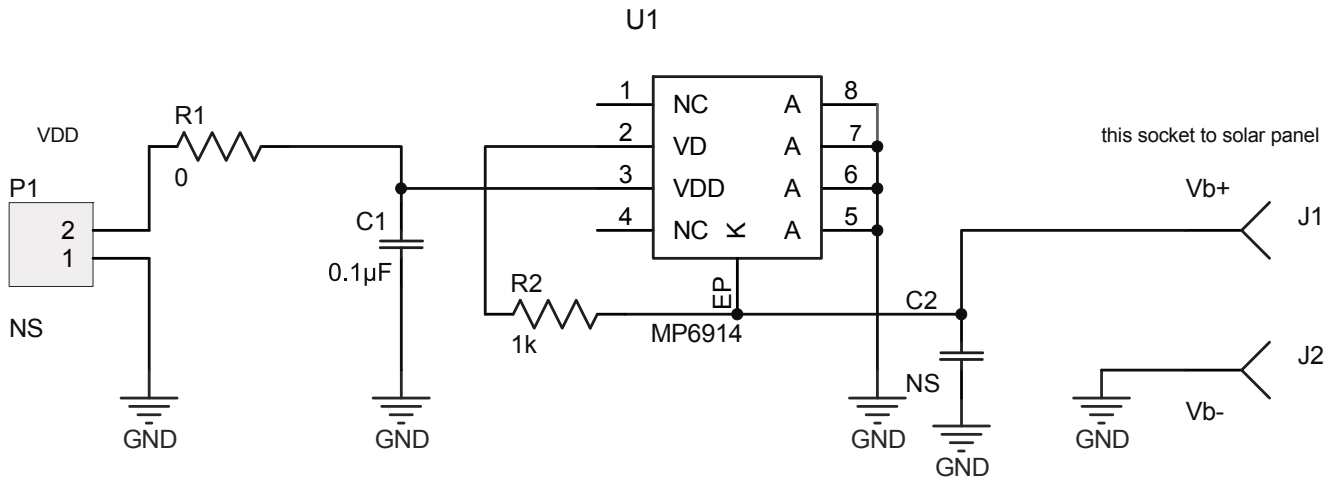 U1
1 NC A 8
2 VD A 7
3 VDD A 6
4 NC A 5
K
EP
MP6914
R1
0
VDD
P1
2
1
NS
C1
0.1µF
R2
1k
C2
NS
this socket to solar panel
Vb+
J1
J2
Vb-
GND
GND
GND
GND
GND